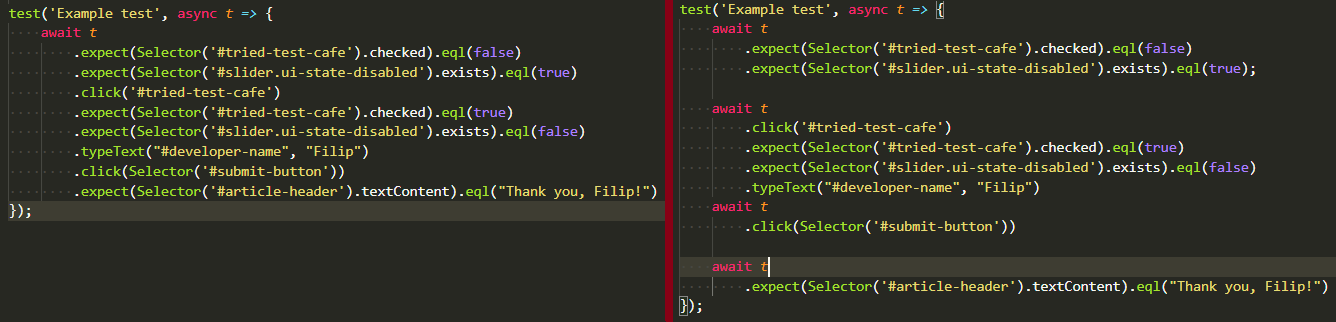 test('Example test', async t => {
    await t
        .expect(Selector('#tried-test-cafe').checked).eql(false)
        .expect(Selector('#slider.ui-state-disabled').exists).eql(true)
        .click('#tried-test-cafe')
        .expect(Selector('#tried-test-cafe').checked).eql(true)
        .expect(Selector('#slider.ui-state-disabled').exists).eql(false)
        .typeText("#developer-name", "Filip")
        .click(Selector('#submit-button'))
        .expect(Selector('#article-header').textContent).eql("Thank you, Filip!")
});
test('Example test', async t => {
    await t
        .expect(Selector('#tried-test-cafe').checked).eql(false)
        .expect(Selector('#slider.ui-state-disabled').exists).eql(true);
    await t
        .click('#tried-test-cafe')
        .expect(Selector('#tried-test-cafe').checked).eql(true)
        .expect(Selector('#slider.ui-state-disabled').exists).eql(false)
        .typeText("#developer-name", "Filip")
    await t
        .click(Selector('#submit-button'))
    await t
        .expect(Selector('#article-header').textContent).eql("Thank you, Filip!")
});